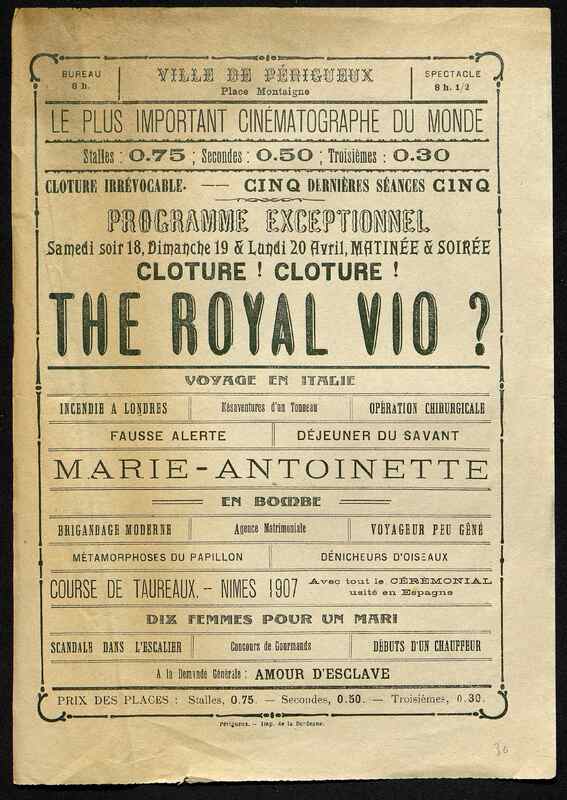 BUREAU
8 h.
VILLE DE PÉRIGUEUX
Place Montaigne
SPECTACLE
8 h. 1/2
LE PLUS IMPORTANT CINÉMATOGRAPHE DU MONDE
Stalles : 0.75 ; Secondes : 0.50 ; Troisièmes : 0.30
CLOTURE IRRÉVOCABLE. — CINQ DERNIÈRES SÉANCES CINQ
PROGRAMME EXCEPTIONNEL
Samedi soir 18, Dimanche 19 & Lundi 20 Avril, MATINÉE & SOIRÉE
CLOTURE ! CLOTURE !
THE ROYAL VIO ?
VOYAGE EN ITALIE
INCENDIE A LONDRES
Mésaventures d'un Tonneau
OPÉRATION CHIRURGICALE
FAUSSE ALERTE
DÉJEUNER DU SAVANT
MARIE-ANTOINETTE
EN BOMBE
BRIGANDAGE MODERNE
Agence Matrimoniale
VOYAGEUR PEU GÊNÉ
MÉTAMORPHOSES DU PAPILLON
DÉNICHEURS D'OISEAUX
COURSE DE TAUREAUX. - NIMES 1907
Avec tout le CÉRÉMONIAL
usité en Espagne
DIX FEMMES POUR UN MARI
SCANDALE DANS L'ESCALIER
Concours de Gourmands
DÉBUTS D'UN CHAUFFEUR
A la Demande Générale : AMOUR D'ESCLAVE
PRIX DES PLACES : Stalles, 0.75. — Secondes, 0.50. — Troisièmes, 0.30.
Périgueux. — Imp. de la Dordogne.
30